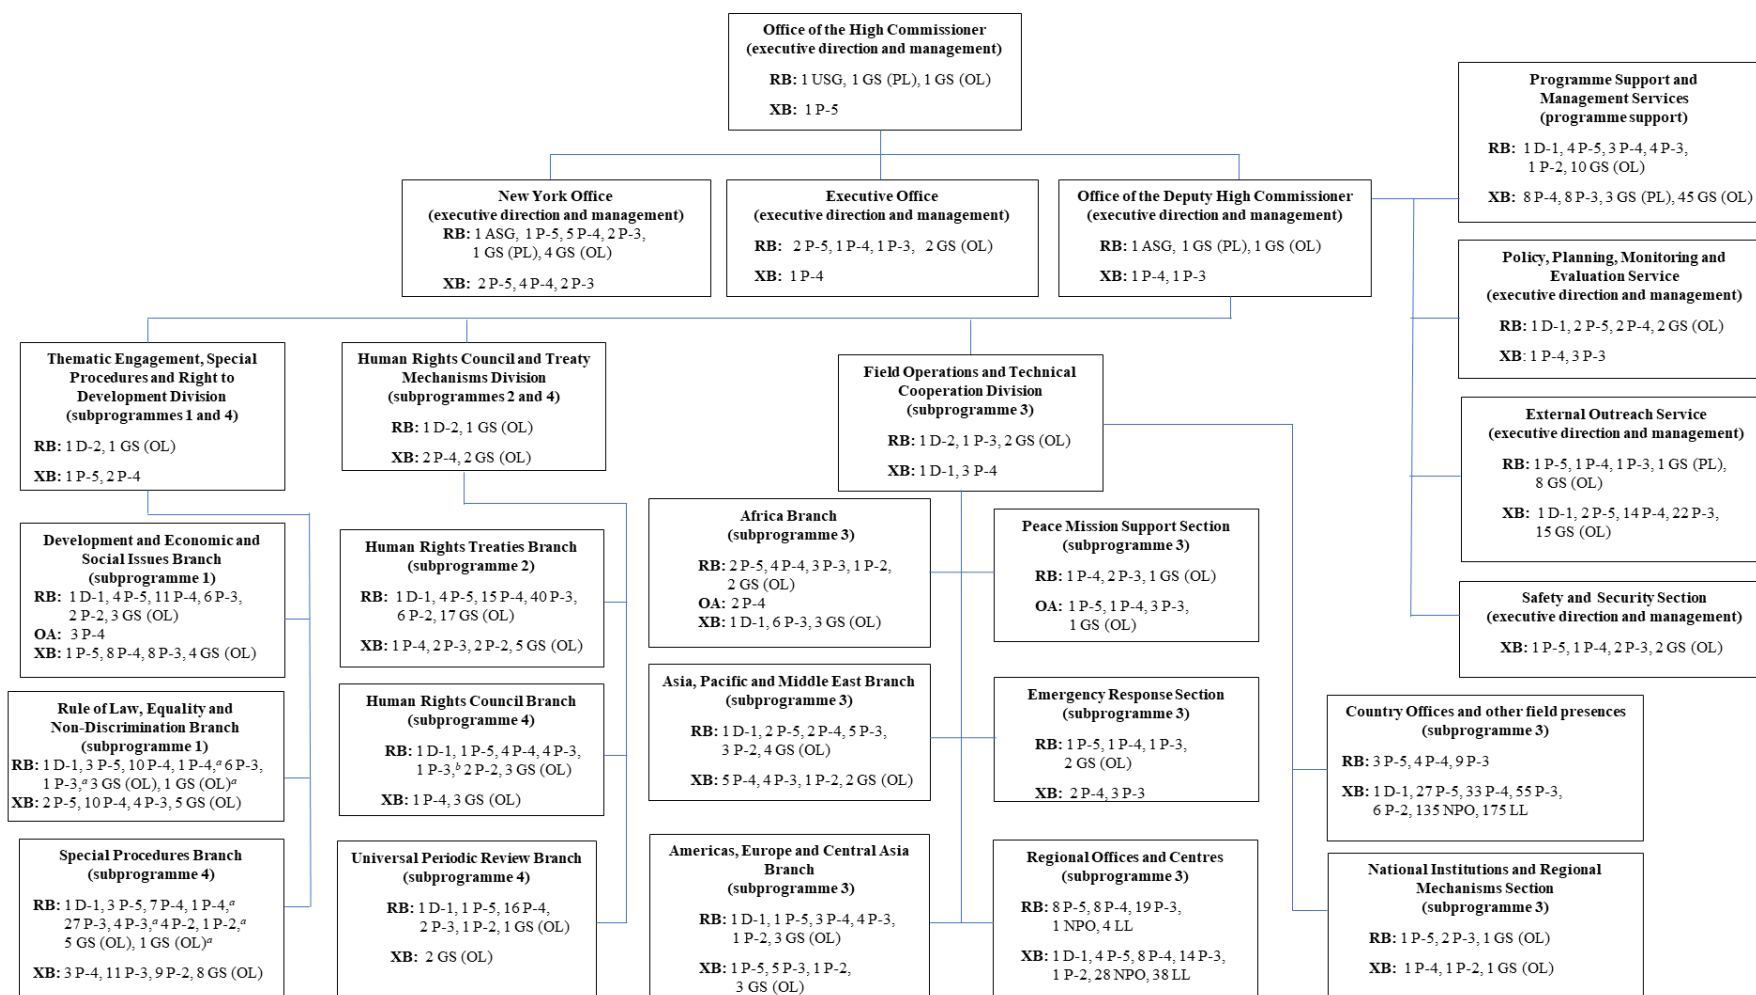 Office of the High Commissioner
(executive direction and management)
RB: 1 USG, 1 GS (PL), 1 GS (OL)
XB: 1 P-5
Programme Support and
Management Services
(programme support)
RB: 1 D-1, 4 P-5, 3 P-4, 4 P-3,
1 P-2, 10 GS (OL)
XB: 8 P-4, 8 P-3, 3 GS (PL), 45 GS (OL)
New York Office
(executive direction and management)
RB: 1 ASG, 1 P-5, 5 P-4, 2 P-3,
1 GS (PL), 4 GS (OL)
XB: 2 P-5, 4 P-4, 2 P-3
Executive Office
(executive direction and management)
RB: 2 P-5, 1 P-4, 1 P-3, 2 GS (OL)
XB: 1 P-4
Office of the Deputy High Commissioner
(executive direction and management)
RB: 1 ASG, 1 GS (PL), 1 GS (OL)
XB: 1 P-4, 1 P-3
Policy, Planning, Monitoring and
Evaluation Service
(executive direction and management)
RB: 1 D-1, 2 P-5, 2 P-4, 2 GS (OL)
XB: 1 P-4, 3 P-3
Thematic Engagement, Special
Procedures and Right to
Development Division
(subprogrammes 1 and 4)
RB: 1 D-2, 1 GS (OL)
XB: 1 P-5, 2 P-4
Human Rights Council and Treaty
Mechanisms Division
(subprogrammes 2 and 4)
RB: 1 D-2, 1 GS (OL)
XB: 2 P-4, 2 GS (OL)
Field Operations and Technical
Cooperation Division
(subprogramme 3)
RB: 1 D-2, 1 P-3, 2 GS (OL)
XB: 1 D-1, 3 P-4
External Outreach Service
(executive direction and management)
RB: 1 P-5, 1 P-4, 1 P-3, 1 GS (PL),
8 GS (OL)
XB: 1 D-1, 2 P-5, 14 P-4, 22 P-3,
15 GS (OL)
Development and Economic and
Social Issues Branch
(subprogramme 1)
RB: 1 D-1, 4 P-5, 11 P-4, 6 P-3,
2 P-2, 3 GS (OL)
OA: 3 P-4
XB: 1 P-5, 8 P-4, 8 P-3, 4 GS (OL)
Human Rights Treaties Branch
(subprogramme 2)
RB: 1 D-1, 4 P-5, 15 P-4, 40 P-3,
6 P-2, 17 GS (OL)
XB: 1 P-4, 2 P-3, 2 P-2, 5 GS (OL)
Africa Branch
(subprogramme 3)
RB: 2 P-5, 4 P-4, 3 P-3, 1 P-2,
2 GS (OL)
OA: 2 P-4
XB: 1 D-1, 6 P-3, 3 GS (OL)
Peace Mission Support Section
(subprogramme 3)
RB: 1 P-4, 2 P-3, 1 GS (OL)
OA: 1 P-5, 1 P-4, 3 P-3,
1 GS (OL)
Safety and Security Section
(executive direction and management)
XB: 1 P-5, 1 P-4, 2 P-3, 2 GS (OL)
Rule of Law, Equality and
Non-Discrimination Branch
(subprogramme 1)
RB: 1 D-1, 3 P-5, 10 P-4, 1 P-4,a 6 P-3,
1 P-3,a 3 GS (OL), 1 GS (OL)a
XB: 2 P-5, 10 P-4, 4 P-3, 5 GS (OL)
Human Rights Council Branch
(subprogramme 4)
RB: 1 D-1, 1 P-5, 4 P-4, 4 P-3,
1 P-3,b 2 P-2, 3 GS (OL)
XB: 1 P-4, 3 GS (OL)
Asia, Pacific and Middle East Branch
(subprogramme 3)
RB: 1 D-1, 2 P-5, 2 P-4, 5 P-3,
3 P-2, 4 GS (OL)
XB: 5 P-4, 4 P-3, 1 P-2, 2 GS (OL)
Emergency Response Section
(subprogramme 3)
RB: 1 P-5, 1 P-4, 1 P-3,
2 GS (OL)
XB: 2 P-4, 3 P-3
Country Offices and other field presences
(subprogramme 3)
RB: 3 P-5, 4 P-4, 9 P-3
XB: 1 D-1, 27 P-5, 33 P-4, 55 P-3,
6 P-2, 135 NPO, 175 LL
Special Procedures Branch
(subprogramme 4)
RB: 1 D-1, 3 P-5, 7 P-4, 1 P-4,a
27 P-3, 4 P-3,a 4 P-2, 1 P-2,a
5 GS (OL), 1 GS (OL)a
XB: 3 P-4, 11 P-3, 9 P-2, 8 GS (OL)
Universal Periodic Review Branch
(subprogramme 4)
RB: 1 D-1, 1 P-5, 16 P-4,
2 P-3, 1 P-2, 1 GS (OL)
XB: 2 GS (OL)
Americas, Europe and Central Asia
Branch
(subprogramme 3)
RB: 1 D-1, 1 P-5, 3 P-4, 4 P-3,
1 P-2, 3 GS (OL)
XB: 1 P-5, 5 P-3, 1 P-2,
3 GS (OL)
Regional Offices and Centres
(subprogramme 3)
RB: 8 P-5, 8 P-4, 19 P-3,
1 NPO, 4 LL
XB: 1 D-1, 4 P-5, 8 P-4, 14 P-3,
1 P-2, 28 NPO, 38 LL
National Institutions and Regional
Mechanisms Section
(subprogramme 3)
RB: 1 P-5, 2 P-3, 1 GS (OL)
XB: 1 P-4, 1 P-2, 1 GS (OL)